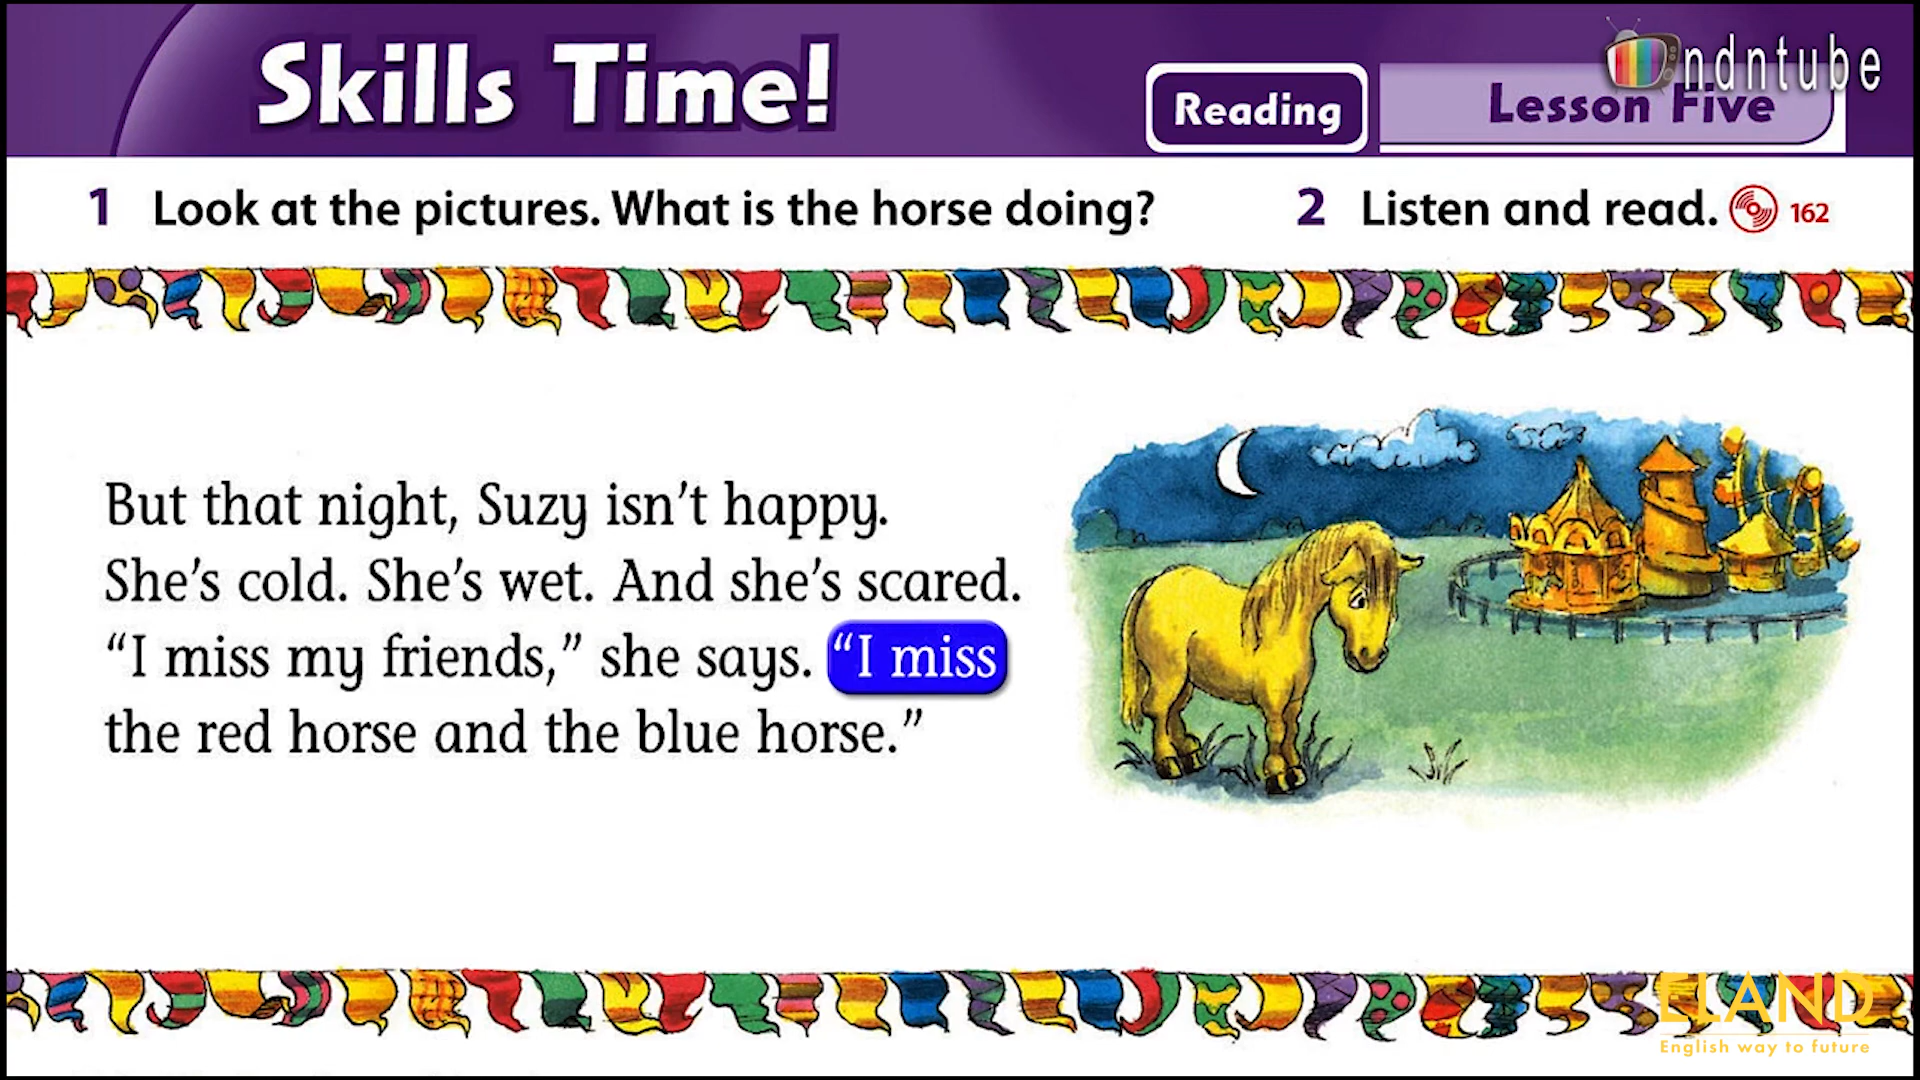 Skills Time!
Reading
Lesson Five
ndntube
1 Look at the pictures. What is the horse doing?
2 Listen and read. 162
But that night, Suzy isn’t happy.
She’s cold. She’s wet. And she’s scared.
“I miss my friends,” she says. “I miss
the red horse and the blue horse.”
ELAND
English way to future